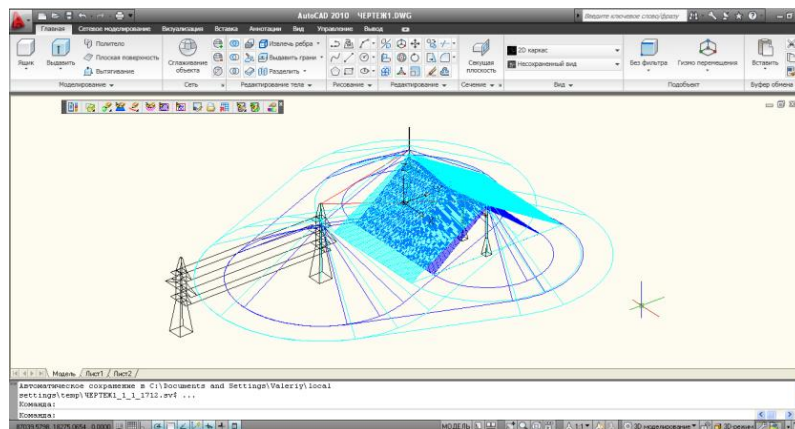 AutoCAD 2010 ЧЕРТЕЖ1.DWG
Введите ключевое слово/фразу
Главная Сетевое моделирование Визуализация Вставка Аннотации Вид Управление Вывод
Ящик
Выдавить
Политело
Плоская поверхность
Вытягивание
Сглаживание
объекта
Извлечь ребра
Выдавить грани
Разделить
Секущая
плоскость
2D каркас
Несохраненный вид
Без фильтра
Гизмо перемещения
Вставить
Моделирование
Сеть
Редактирование тела
Рисование
Редактирование
Сечение
Вид
Подобъект
Буфер обмена
Модель Лист1 Лист2
Автоматическое сохранение в C:\Documents and Settings\Valeriy\local
settings\temp\ЧЕРТЕЖ1_1_1_1712.sv$ ...
Команда:
Команда:
МОДЕЛЬ
1:1
3D моделирование